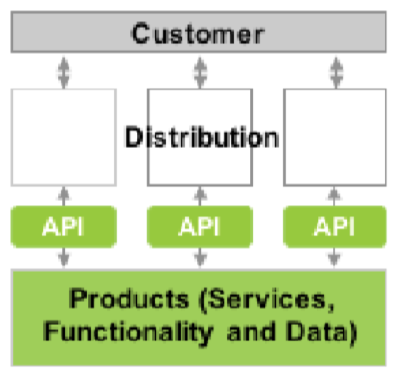 Customer
Distribution
API API API
Products (Services,
Functionality and Data)